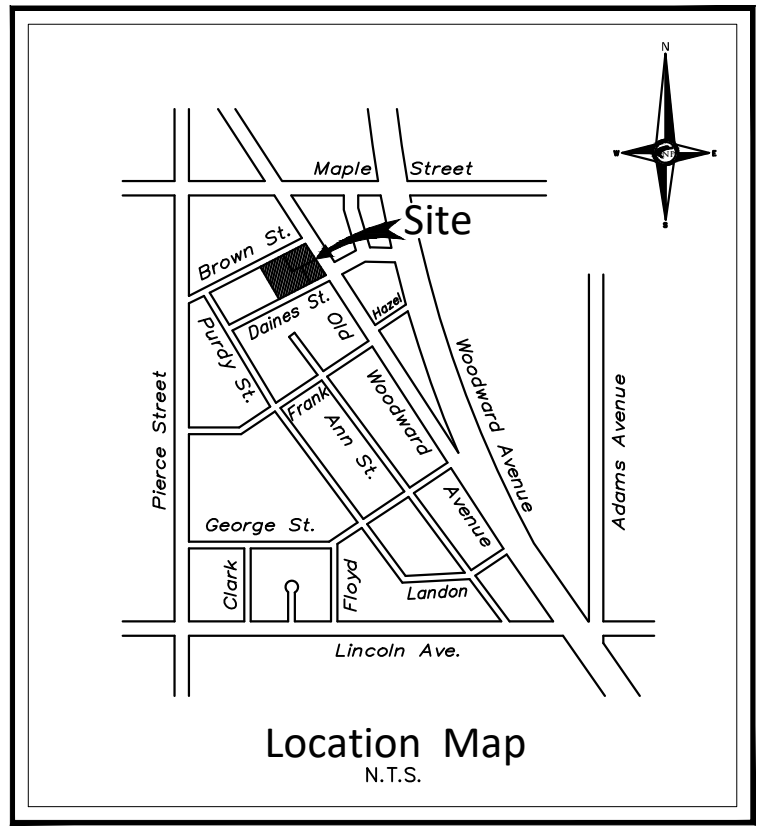 N
W
E
S
Maple Street
Site
Brown St.
Daines St.
Hazel
Old
Woodward
Avenue
Purdy St.
Woodward Avenue
Frank
Ann St.
Pierce Street
Adams Avenue
George St.
Clark
Floyd
Landon
Lincoln Ave.
Location Map
N.T.S.